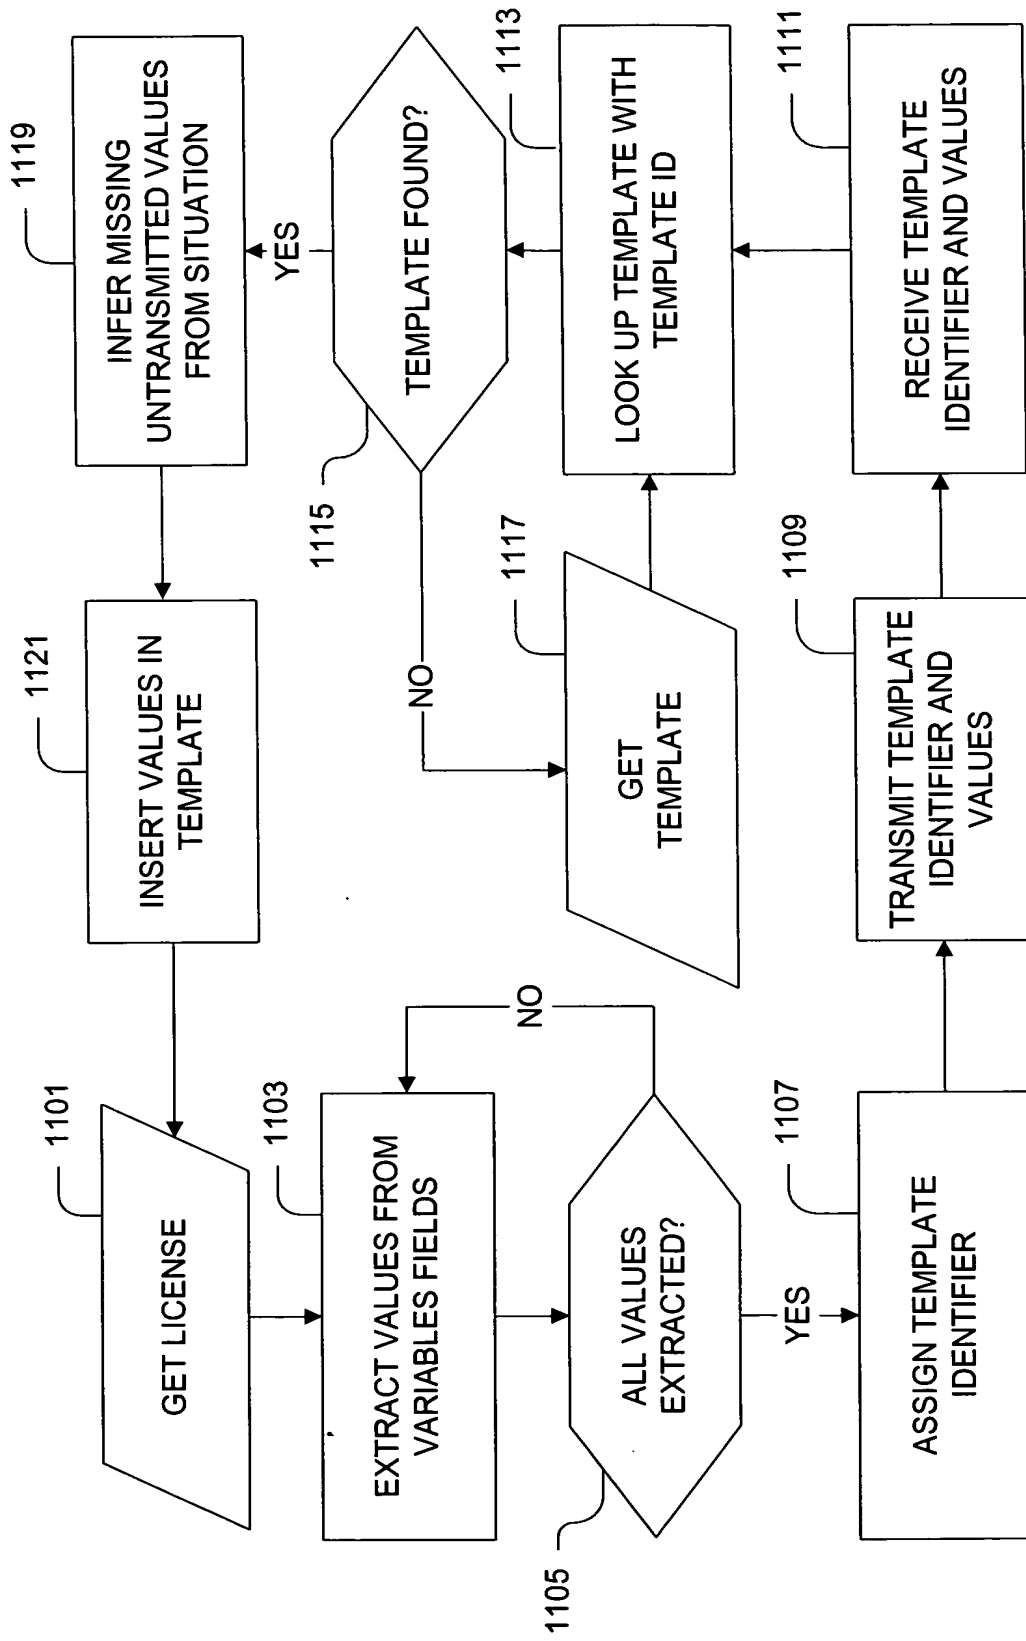 1101
GET LICENSE
1103
EXTRACT VALUES FROM
VARIABLES FIELDS
NO
1105
ALL VALUES
EXTRACTED?
YES
1107
ASSIGN TEMPLATE
IDENTIFIER
1109
TRANSMIT TEMPLATE
IDENTIFIER AND
VALUES
1111
RECEIVE TEMPLATE
IDENTIFIER AND VALUES
1113
LOOK UP TEMPLATE WITH
TEMPLATE ID
1115
TEMPLATE FOUND?
NO
1117
GET
TEMPLATE
YES
1119
INFER MISSING
UNTRANSMITTED VALUES
FROM SITUATION
1121
INSERT VALUES IN
TEMPLATE